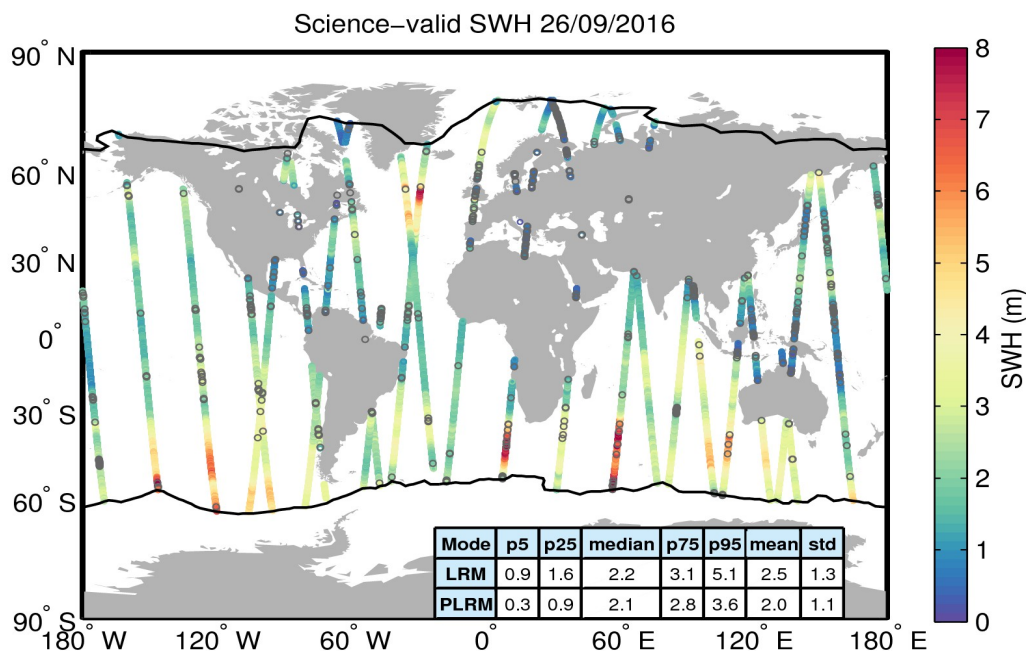 Science−valid SWH 26/09/2016
90° N
60° N
30° N
0°
30° S
60° S
90° S
180° W
120° W
60° W
0°
60° E
120° E
180° E
Mode p5 p25 median p75 p95 mean std
LRM 0.9 1.6 2.2 3.1 5.1 2.5 1.3
PLRM 0.3 0.9 2.1 2.8 3.6 2.0 1.1
8
7
6
5
4
3
2
1
0
SWH (m)